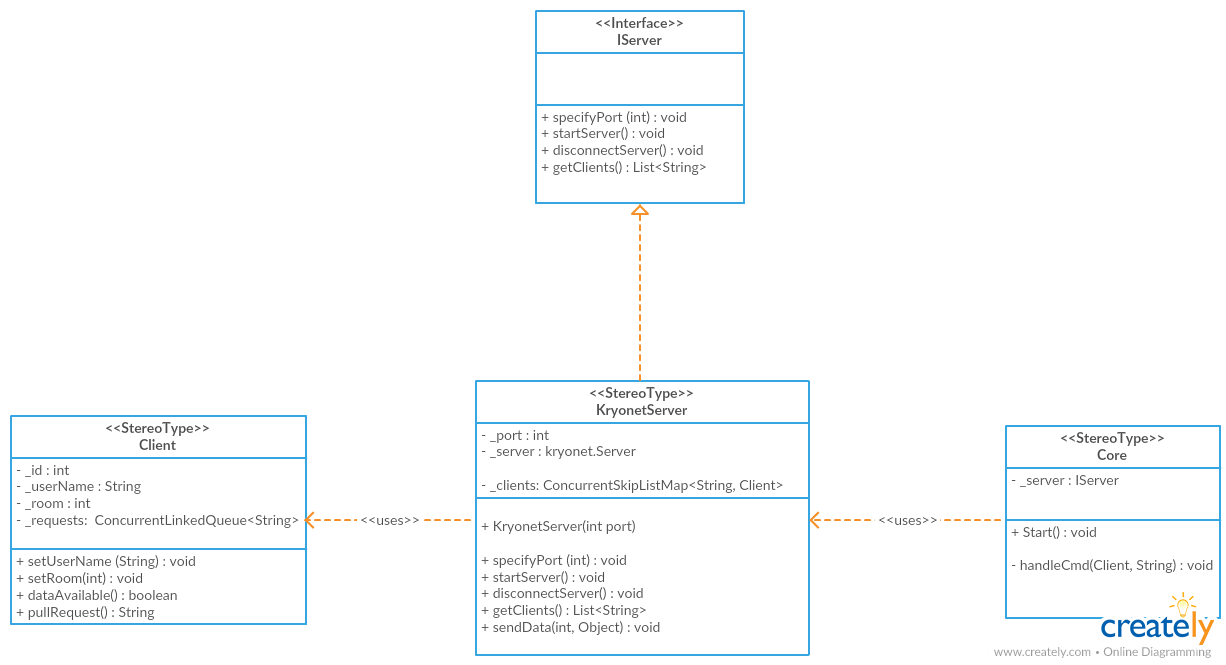 <<Interface>>
IServer
+ specifyPort (int) : void
+ startServer() : void
+ disconnectServer() : void
+ getClients() : List<String>
<<StereoType>>
KryonetServer
- _port : int
- _server : kryonet.Server
- _clients: ConcurrentSkipListMap<String, Client>
+ KryonetServer(int port)
+ specifyPort (int) : void
+ startServer() : void
+ disconnectServer() : void
+ getClients() : List<String>
+ sendData(int, Object) : void
<<StereoType>>
Client
- _id : int
- _userName : String
- _room : int
- _requests: ConcurrentLinkedQueue<String>
+ setUserName (String) : void
+ setRoom(int) : void
+ dataAvailable() : boolean
+ pullRequest() : String
<<uses>>
<<uses>>
<<StereoType>>
Core
- _server : IServer
+ Start() : void
- handleCmd(Client, String) : void
creately
www.creately.com • Online Diagramming